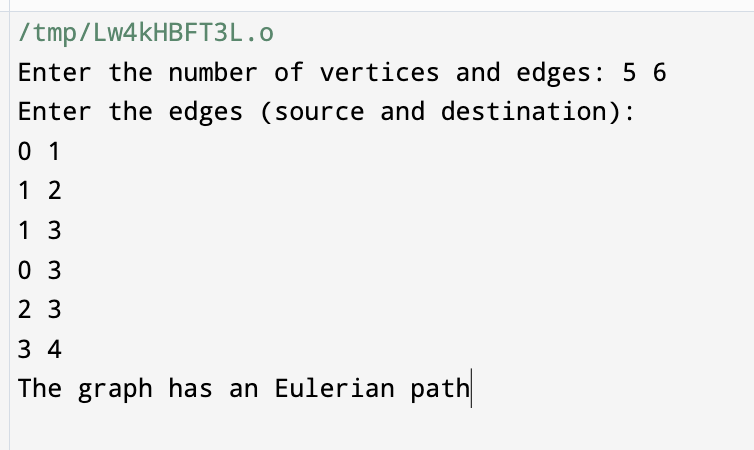 /tmp/Lw4kHBFT3L.o
Enter the number of vertices and edges: 5 6
Enter the edges (source and destination):
0 1
1 2
1 3
0 3
2 3
3 4
The graph has an Eulerian path